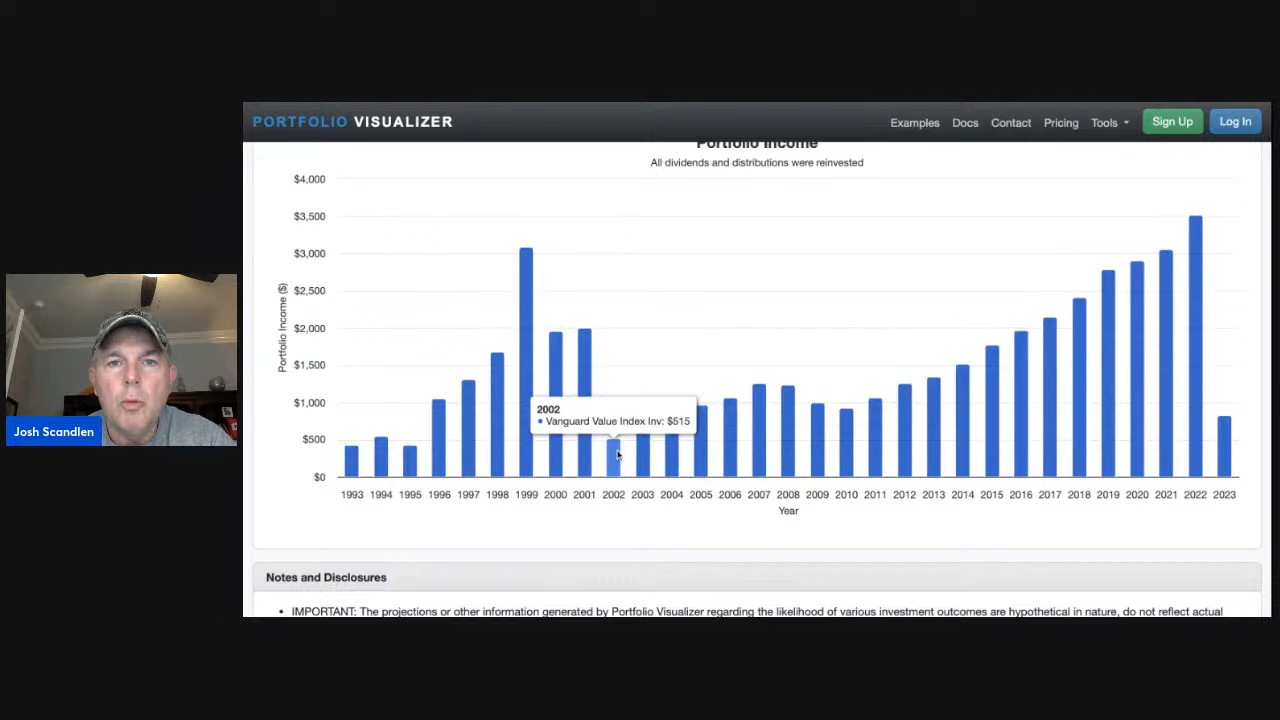 PORTFOLIO VISUALIZER
Examples Docs Contact Pricing Tools Sign Up Log In
Portfolio Income
All dividends and distributions were reinvested
$4,000
$3,500
$3,000
$2,500
$2,000
$1,500
$1,000
$500
$0
Portfolio Income ($)
2002
Vanguard Value Index Inv: $515
1993 1994 1995 1996 1997 1998 1999 2000 2001 2002 2003 2004 2005 2006 2007 2008 2009 2010 2011 2012 2013 2014 2015 2016 2017 2018 2019 2020 2021 2022 2023
Year
Josh Scandlen
Notes and Disclosures
• IMPORTANT: The projections or other information generated by Portfolio Visualizer regarding the likelihood of various investment outcomes are hypothetical in nature, do not reflect actual